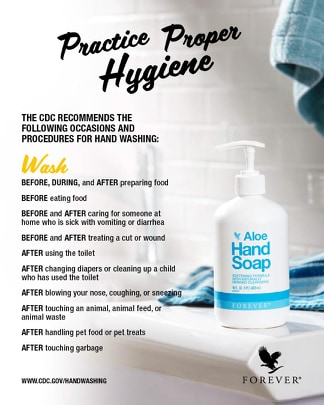 Practice Proper
Hygiene
THE CDC RECOMMENDS THE
FOLLOWING OCCASIONS AND
PROCEDURES FOR HAND WASHING:
Wash
BEFORE, DURING, and AFTER preparing food
BEFORE eating food
BEFORE and AFTER caring for someone at
home who is sick with vomiting or diarrhea
BEFORE and AFTER treating a cut or wound
AFTER using the toilet
AFTER changing diapers or cleaning up a child
who has used the toilet
AFTER blowing your nose, coughing, or sneezing
AFTER touching an animal, animal feed, or
animal waste
AFTER handling pet food or pet treats
AFTER touching garbage
WWW.CDC.GOV/HANDWASHING
Aloe
Hand
Soap
FOREVER
FOREVER®